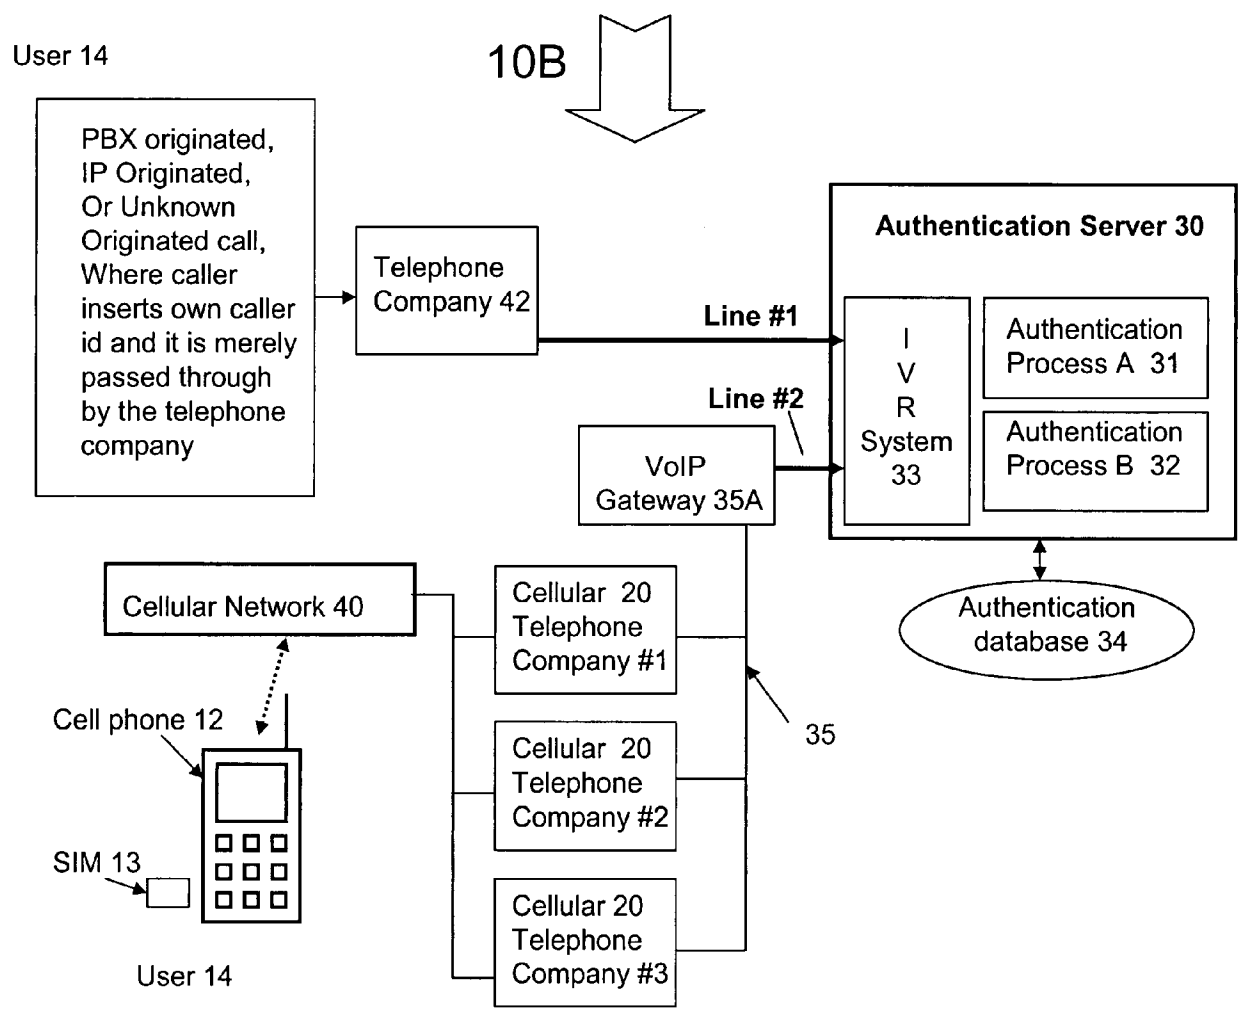 User 14
10B
PBX originated,
IP Originated,
Or Unknown
Originated call,
Where caller
inserts own caller
id and it is merely
passed through
by the telephone
company
Telephone
Company 42
Line #1
Line #2
Authentication Server 30
I
V
R
System
33
Authentication
Process A 31
Authentication
Process B 32
VoIP
Gateway 35A
Authentication
database 34
Cellular Network 40
Cellular 20
Telephone
Company #1
Cellular 20
Telephone
Company #2
Cellular 20
Telephone
Company #3
35
Cell phone 12
SIM 13
User 14